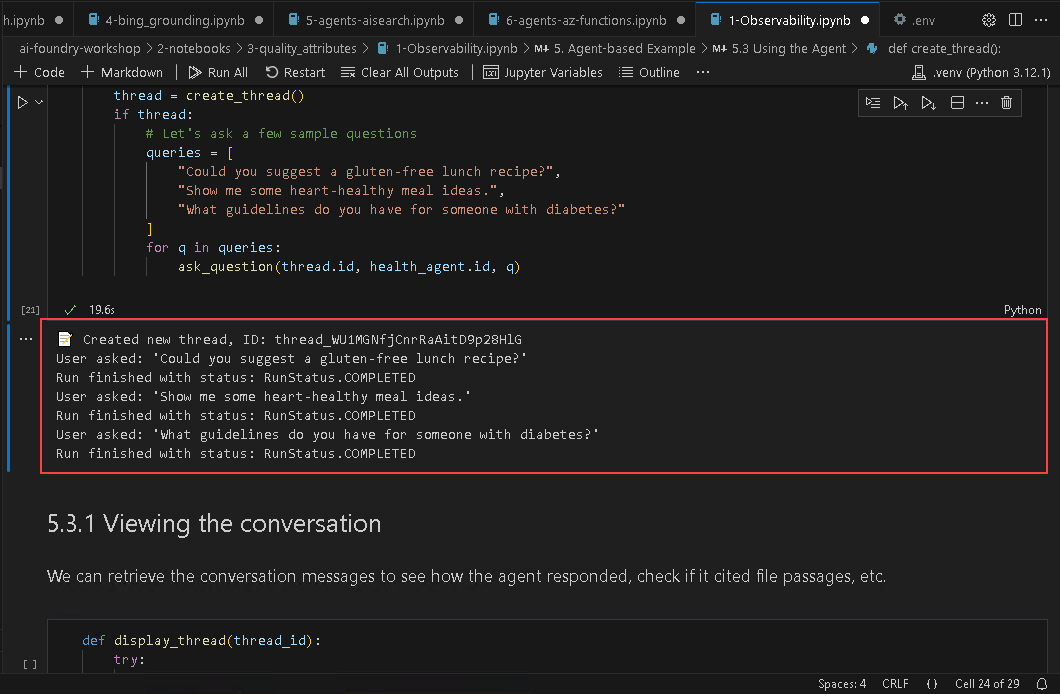 h.ipynb ● 4-bing_grounding.ipynb ● 5-agents-aisearch.ipynb ● 6-agents-az-functions.ipynb ● 1-Observability.ipynb ● .env ···
ai-foundry-workshop > 2-notebooks > 3-quality_attributes > 1-Observability.ipynb > M↓ 5. Agent-based Example > M↓ 5.3 Using the Agent > def create_thread():
+ Code + Markdown | Run All Restart Clear All Outputs | Jupyter Variables Outline ··· .venv (Python 3.12.1)
thread = create_thread()
if thread:
# Let's ask a few sample questions
queries = [
"Could you suggest a gluten-free lunch recipe?",
"Show me some heart-healthy meal ideas.",
"What guidelines do you have for someone with diabetes?"
]
for q in queries:
ask_question(thread.id, health_agent.id, q)
[21] ✓ 19.6s Python
··· 📝 Created new thread, ID: thread_WU1MGNfjCnrRaAitD9p28HlG
User asked: 'Could you suggest a gluten-free lunch recipe?'
Run finished with status: RunStatus.COMPLETED
User asked: 'Show me some heart-healthy meal ideas.'
Run finished with status: RunStatus.COMPLETED
User asked: 'What guidelines do you have for someone with diabetes?'
Run finished with status: RunStatus.COMPLETED
5.3.1 Viewing the conversation
We can retrieve the conversation messages to see how the agent responded, check if it cited file passages, etc.
def display_thread(thread_id):
[ ] try:
Spaces: 4 CRLF {} Cell 24 of 29